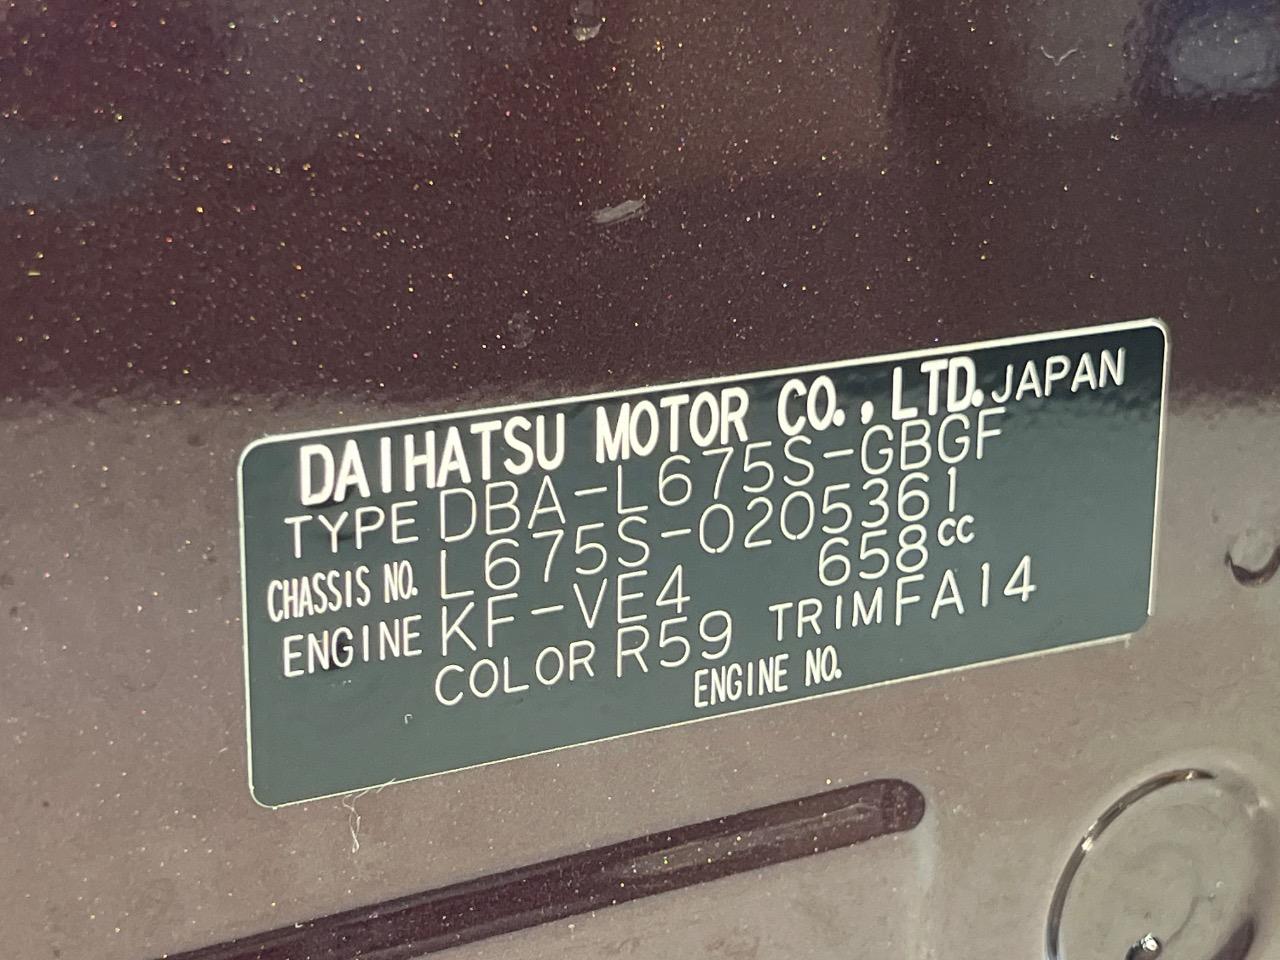 DAIHATSU MOTOR CO., LTD. JAPAN
TYPE DBA-L675S-GBGF
CHASSIS NO. L675S-0205361
ENGINE KF-VE4 658cc
COLOR R59 TRIM FA14
ENGINE NO.